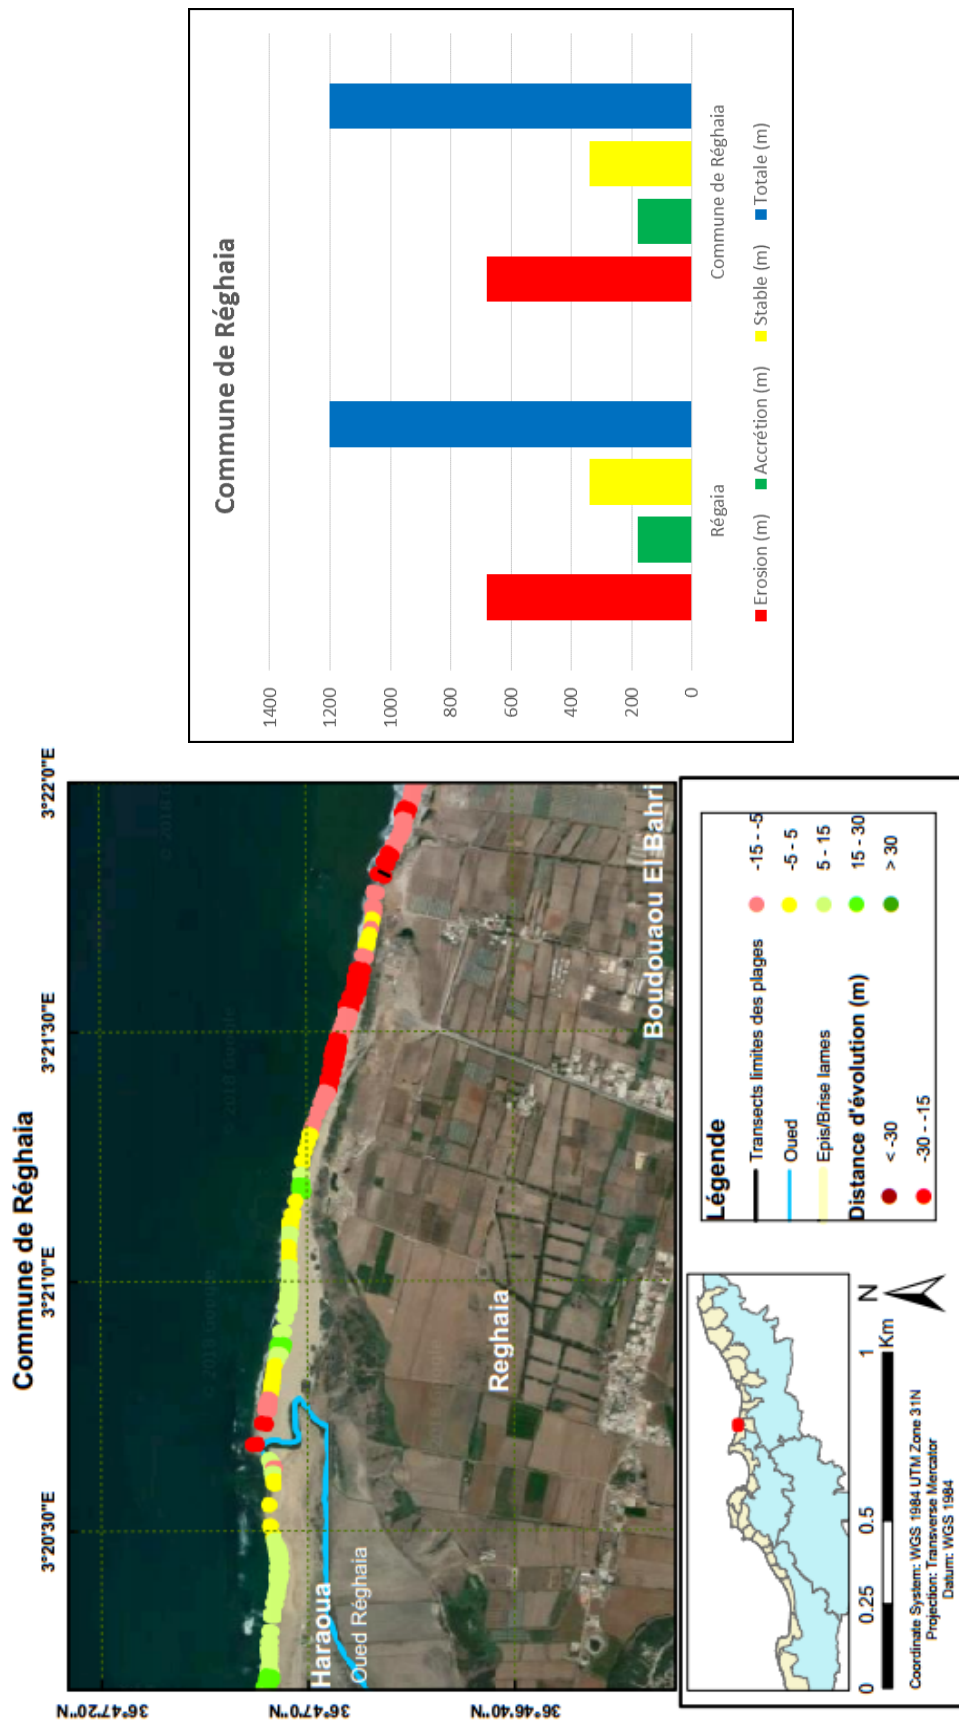 Commune de Réghaia
3°20'30"E
3°21'0"E
3°21'30"E
3°22'0"E
36°47'20"N
36°47'0"N
36°46'40"N
© 2018 Google
Haraoua
Oued Réghaia
Reghaia
Boudouaou El Bahri
0
0.25
0.5
1
Km
N
Coordinate System: WGS 1984 UTM Zone 31N
Projection: Transverse Mercator
Datum: WGS 1984
Légende
Transects limites des plages
Oued
Epis/Brise lames
Distance d'évolution (m)
< -30
-30 - -15
-15 - -5
-5 - 5
5 - 15
15 - 30
> 30
Commune de Réghaia
1400
1200
1000
800
600
400
200
0
Régaia
Commune de Réghaia
Erosion (m)
Accrétion (m)
Stable (m)
Totale (m)